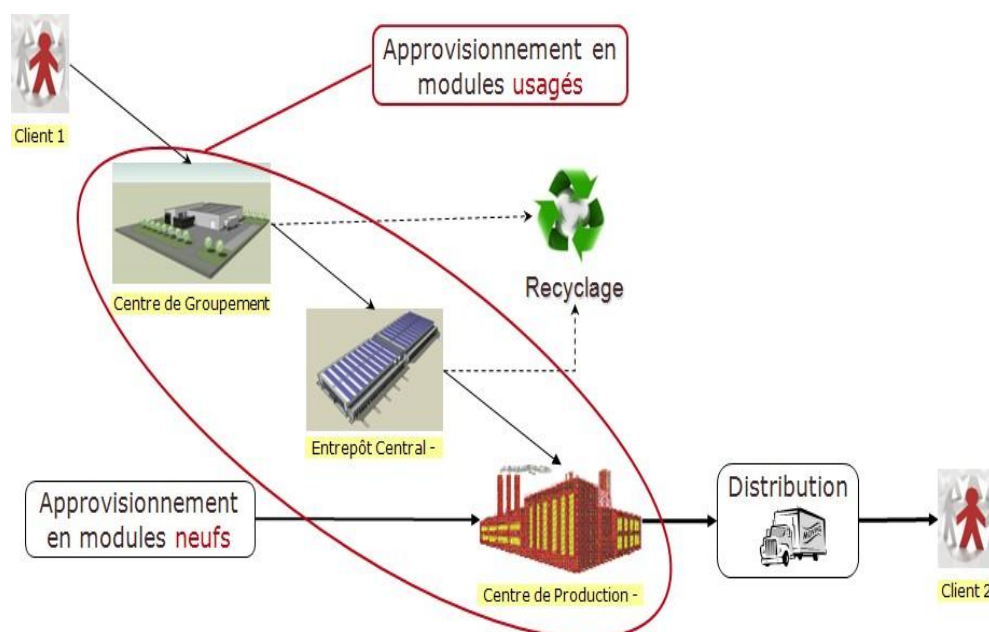 Approvisionnement en
modules usagés
Client 1
Centre de Groupement
Recyclage
Entrepôt Central -
Approvisionnement
en modules neufs
Distribution
MOVING
Centre de Production -
Client 2